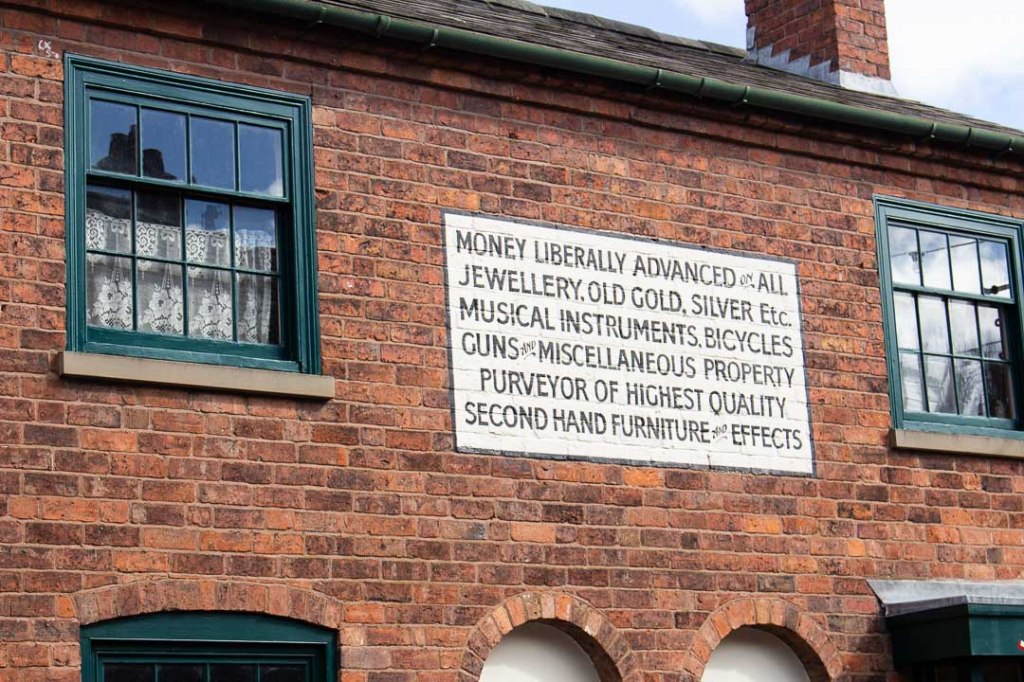 MONEY LIBERALLY ADVANCED on ALL
JEWELLERY, OLD GOLD, SILVER Etc.
MUSICAL INSTRUMENTS, BICYCLES
GUNS AND MISCELLANEOUS PROPERTY
PURVEYOR OF HIGHEST QUALITY
SECOND HAND FURNITURE AND EFFECTS